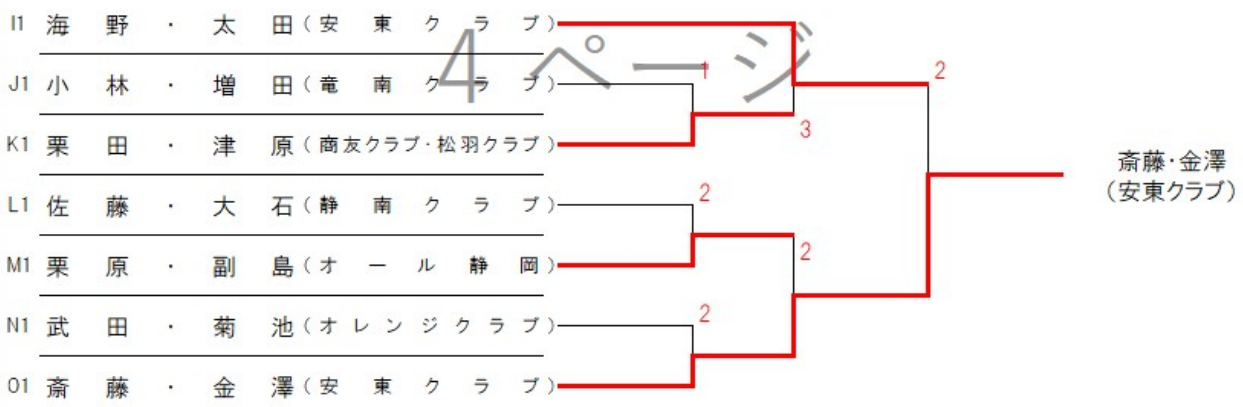 4 ページ
I1 海野・太田(安東クラブ)
J1 小林・増田(竜南クラブ)
K1 栗田・津原(商友クラブ・松羽クラブ)
L1 佐藤・大石(静南クラブ)
M1 栗原・副島(オール静岡)
N1 武田・菊池(オレンジクラブ)
O1 斎藤・金澤(安東クラブ)
1
2
2
3
2
2
斎藤・金澤
(安東クラブ)